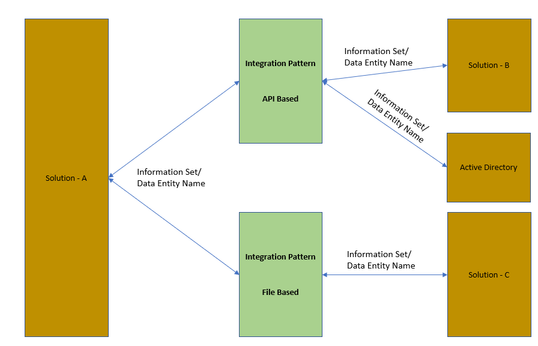 Solution - A
Information Set/
Data Entity Name
Integration Pattern
API Based
Integration Pattern
File Based
Information Set/
Data Entity Name
Information Set/
Data Entity Name
Information Set/
Data Entity Name
Solution - B
Active Directory
Solution - C